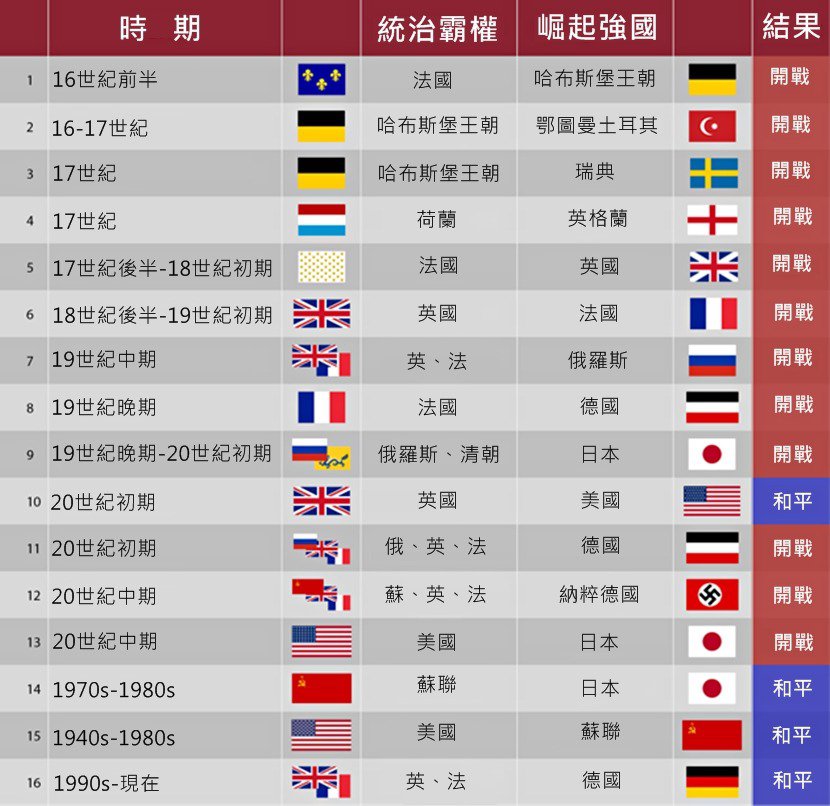 時 期 統治霸權 崛起強國 結果
1 16世紀前半 法國 哈布斯堡王朝 開戰
2 16-17世紀 哈布斯堡王朝 鄂圖曼土耳其 開戰
3 17世紀 哈布斯堡王朝 瑞典 開戰
4 17世紀 荷蘭 英格蘭 開戰
5 17世紀後半-18世紀初期 法國 英國 開戰
6 18世紀後半-19世紀初期 英國 法國 開戰
7 19世紀中期 英、法 俄羅斯 開戰
8 19世紀晚期 法國 德國 開戰
9 19世紀晚期-20世紀初期 俄羅斯、清朝 日本 開戰
10 20世紀初期 英國 美國 和平
11 20世紀初期 俄、英、法 德國 開戰
12 20世紀中期 蘇、英、法 納粹德國 開戰
13 20世紀中期 美國 日本 開戰
14 1970s-1980s 蘇聯 日本 和平
15 1940s-1980s 美國 蘇聯 和平
16 1990s-現在 英、法 德國 和平